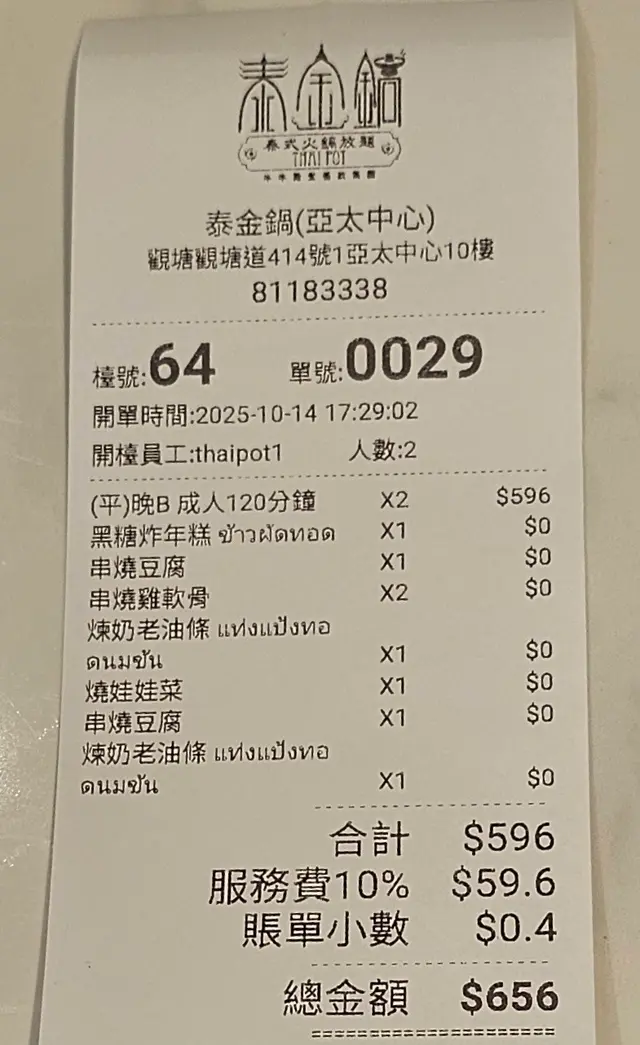 泰金鍋
泰式火鍋放題
THAI POT
泰金鍋(亞太中心)
觀塘觀塘道414號1亞太中心10樓
81183338
檯號:64 單號:0029
開單時間:2025-10-14 17:29:02
開檯員工:thaipot1 人數:2
(平)晚B 成人120分鐘 X2 $596
黑糖炸年糕 ข้าวผัดทอด X1 $0
串燒豆腐 X1 $0
串燒雞軟骨 X2 $0
煉奶老油條 แท่งแป้งทอ
ดนมข้น X1 $0
燒娃娃菜 X1 $0
串燒豆腐 X1 $0
煉奶老油條 แท่งแป้งทอ
ดนมข้น X1 $0
合計 $596
服務費10% $59.6
賬單小數 $0.4
總金額 $656